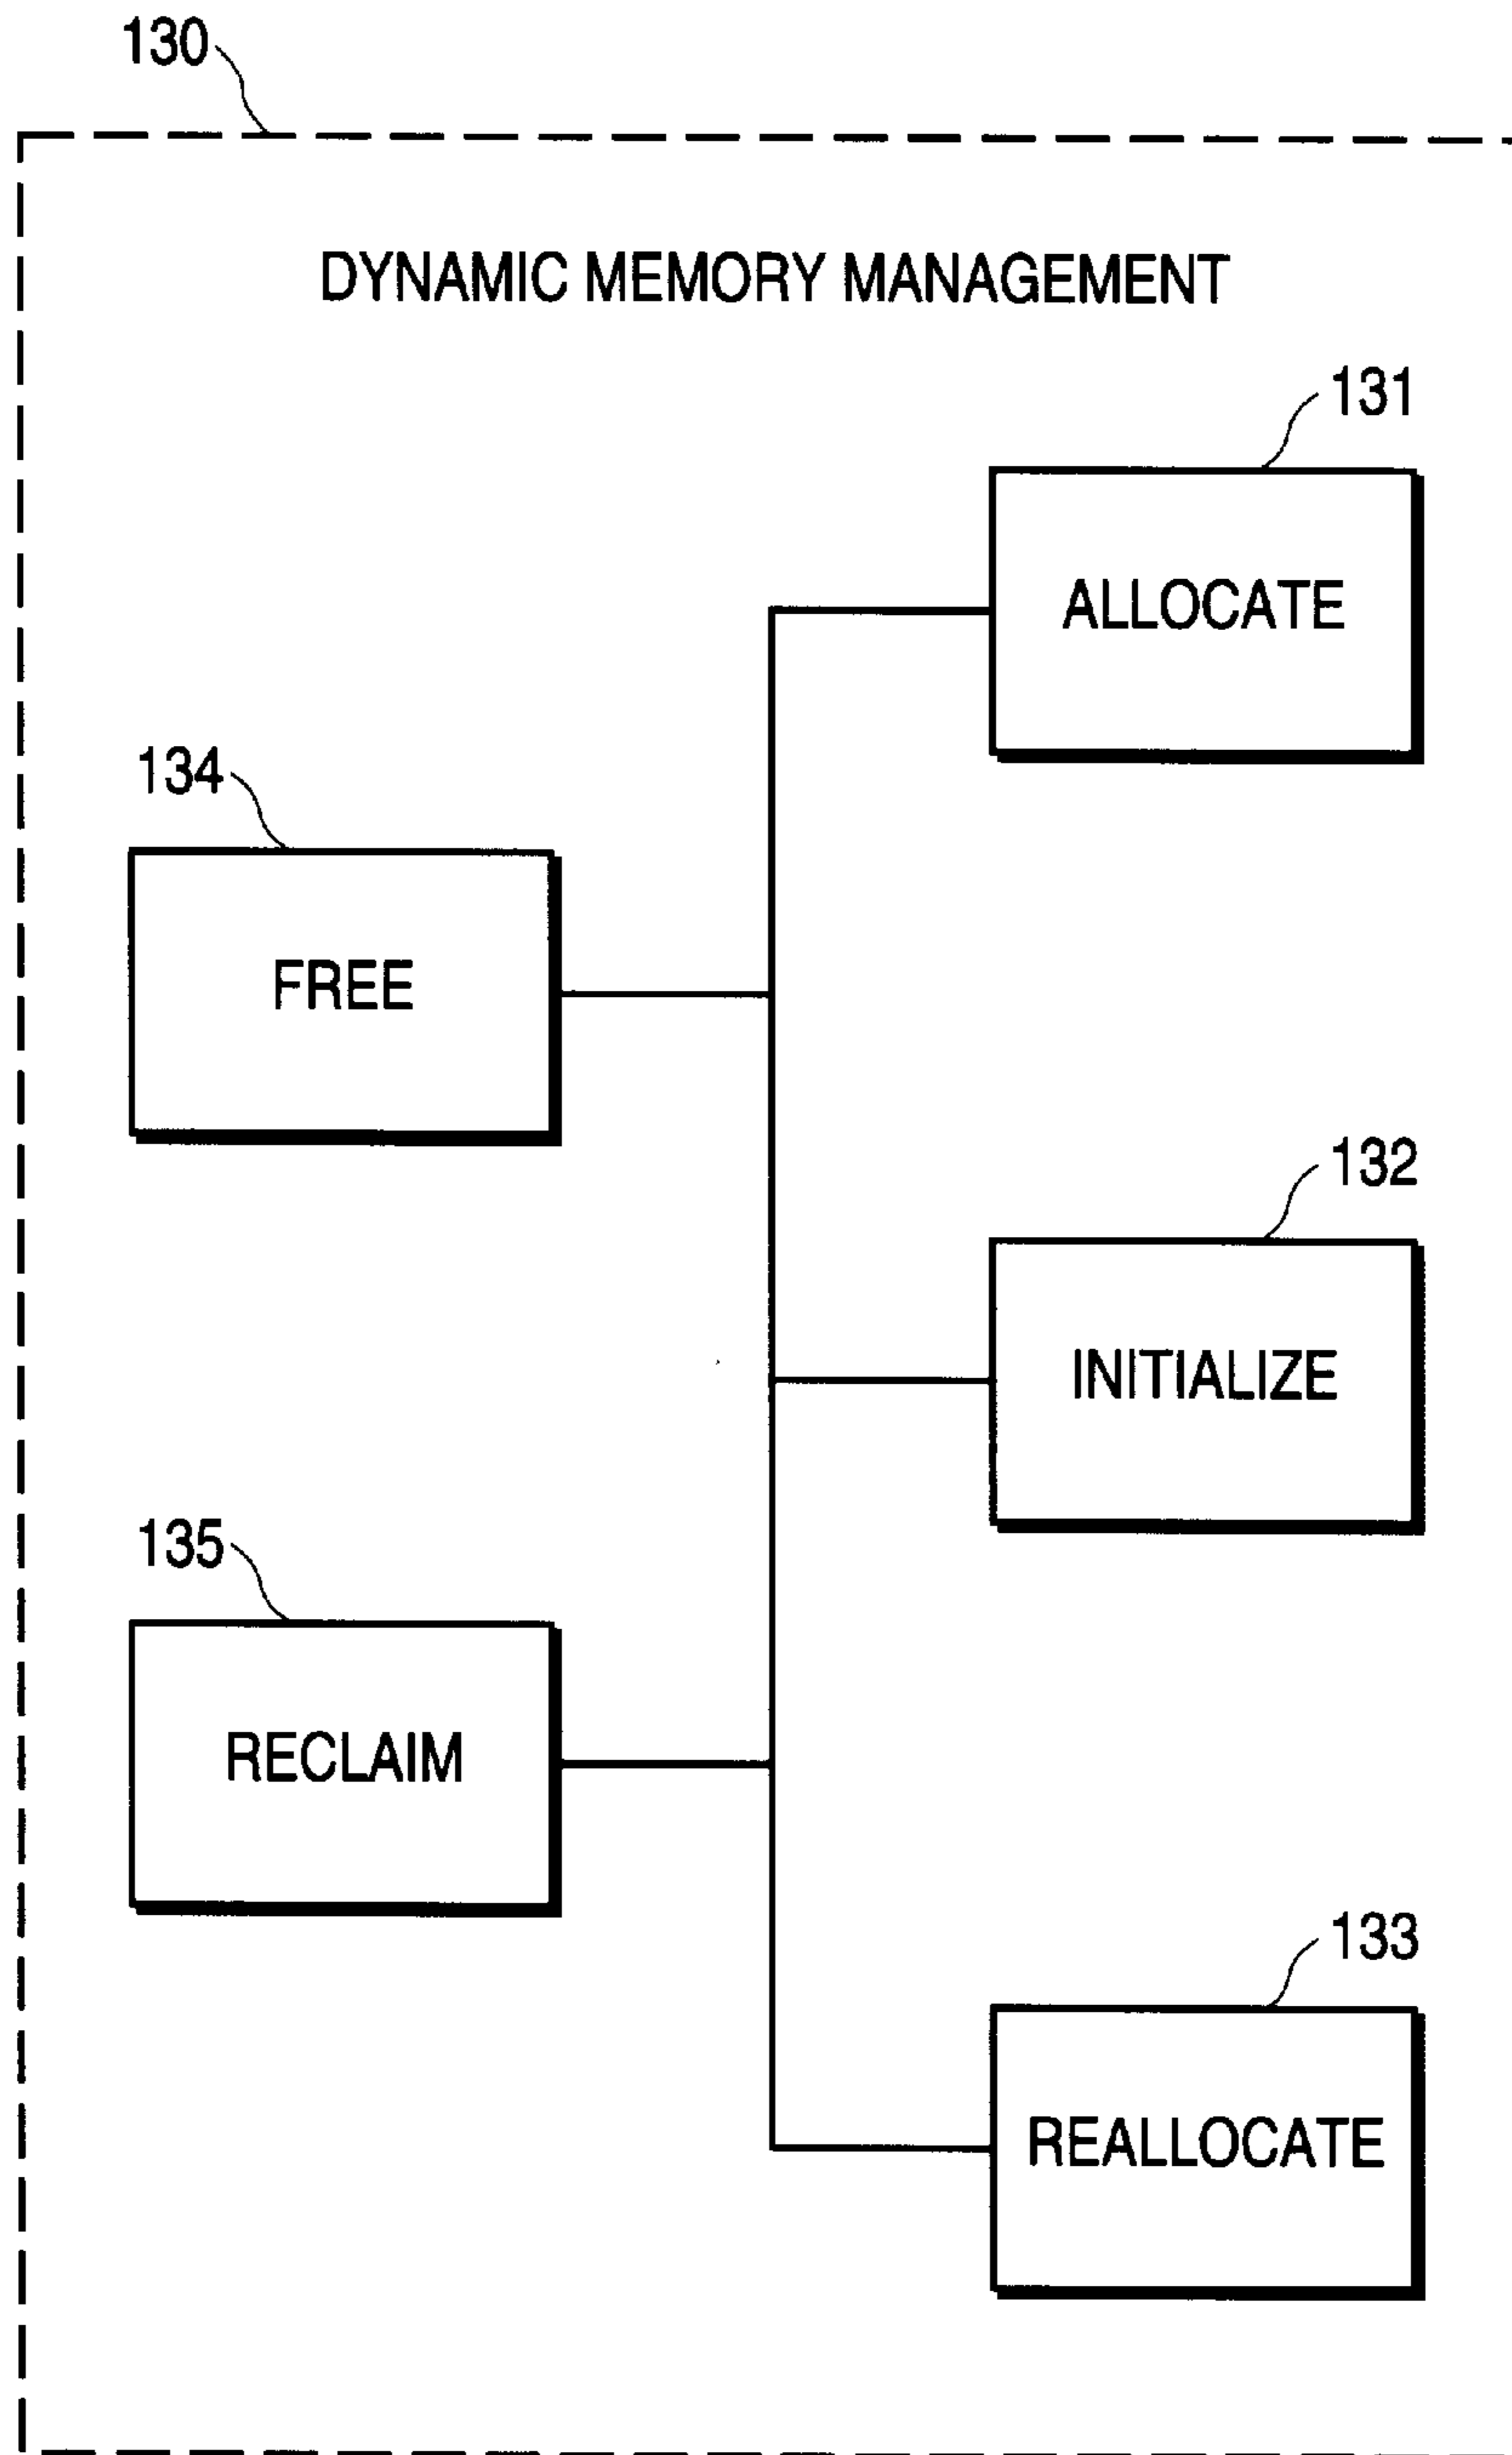 130
DYNAMIC MEMORY MANAGEMENT
131
ALLOCATE
134
FREE
132
INITIALIZE
135
RECLAIM
133
REALLOCATE